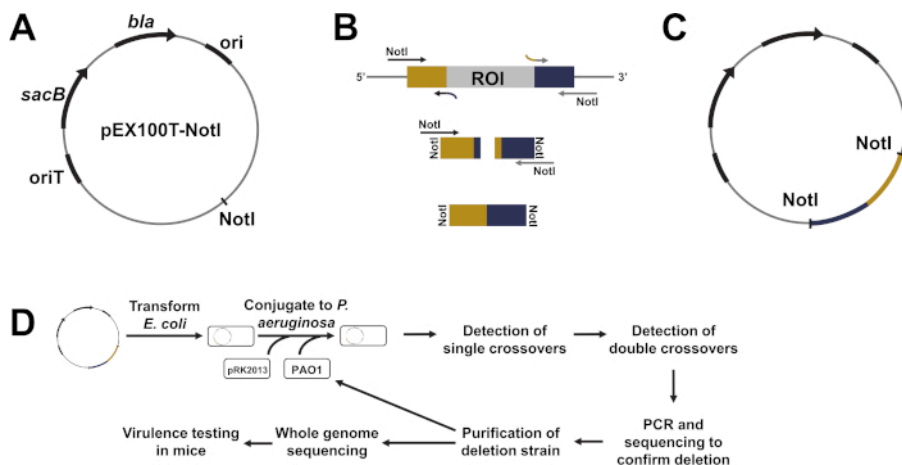 A
bla
ori
sacB
pEX100T-NotI
oriT
NotI
B
NotI
5'
ROI
3'
NotI
NotI
NotI
NotI
NotI
NotI
NotI
C
NotI
NotI
D
Transform
E. coli
Conjugate to P.
aeruginosa
pRK2013
PAO1
Detection of
single crossovers
Detection of
double crossovers
PCR and
sequencing to
confirm deletion
Purification of
deletion strain
Whole genome
sequencing
Virulence testing
in mice